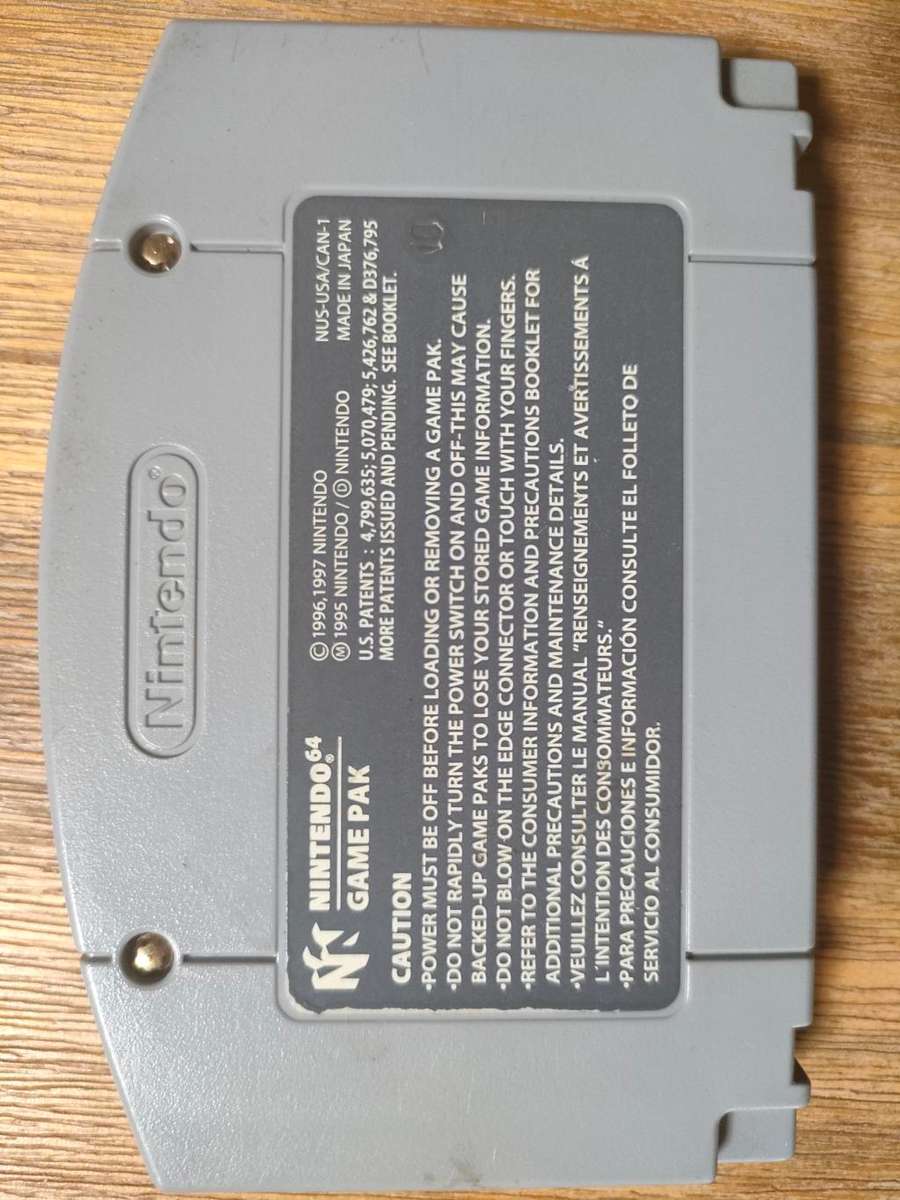 Nintendo®
NINTENDO64®
GAME PAK
© 1996,1997 NINTENDO
Ⓜ 1995 NINTENDO / Ⓓ NINTENDO
NUS-USA/CAN-1
MADE IN JAPAN
U.S. PATENTS : 4,799,635; 5,070,479; 5,426,762 & D376,795
MORE PATENTS ISSUED AND PENDING. SEE BOOKLET.
CAUTION
•POWER MUST BE OFF BEFORE LOADING OR REMOVING A GAME PAK.
•DO NOT RAPIDLY TURN THE POWER SWITCH ON AND OFF-THIS MAY CAUSE
BACKED-UP GAME PAKS TO LOSE YOUR STORED GAME INFORMATION.
•DO NOT BLOW ON THE EDGE CONNECTOR OR TOUCH WITH YOUR FINGERS.
•REFER TO THE CONSUMER INFORMATION AND PRECAUTIONS BOOKLET FOR
ADDITIONAL PRECAUTIONS AND MAINTENANCE DETAILS.
•VEUILLEZ CONSULTER LE MANUAL "RENSEIGNEMENTS ET AVERTISSEMENTS Á
L'INTENTION DES CONSOMMATEURS."
•PARA PRECAUCIONES E INFORMACIÓN CONSULTE EL FOLLETO DE
SERVICIO AL CONSUMIDOR.